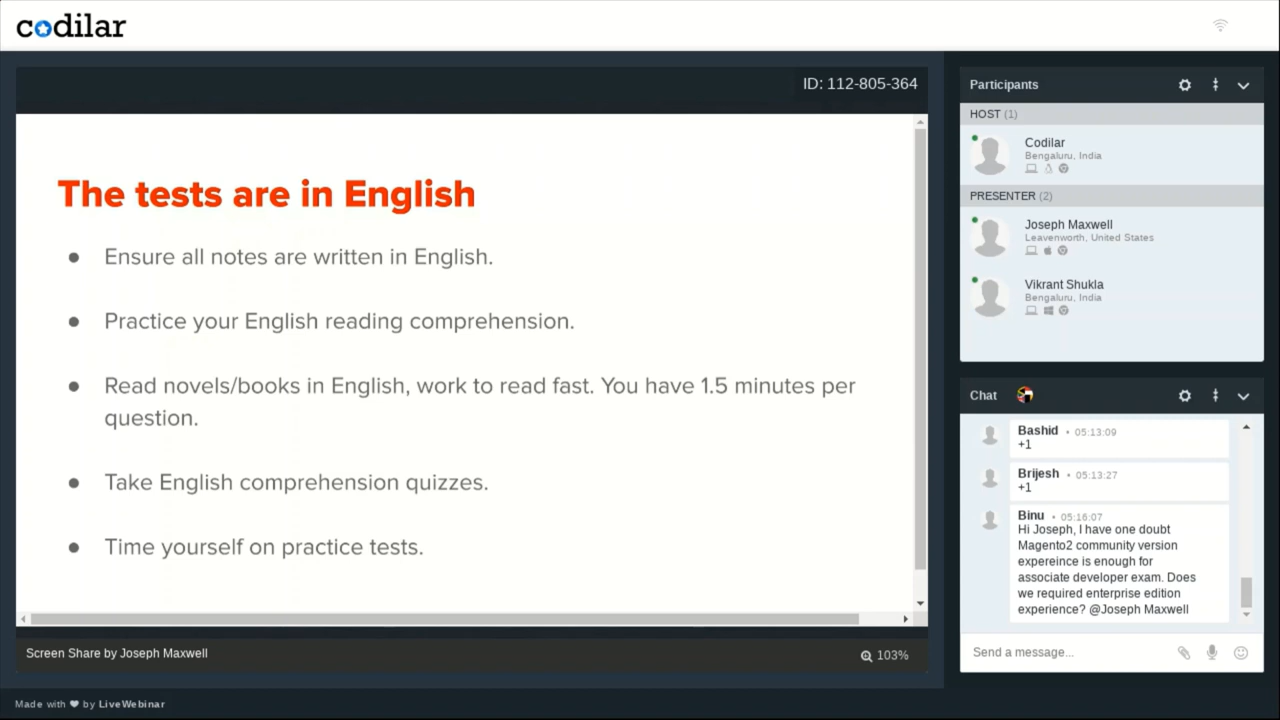 codilar
ID: 112-805-364
The tests are in English
● Ensure all notes are written in English.
● Practice your English reading comprehension.
● Read novels/books in English, work to read fast. You have 1.5 minutes per
question.
● Take English comprehension quizzes.
● Time yourself on practice tests.
Screen Share by Joseph Maxwell
103%
Made with ❤ by LiveWebinar
Participants
HOST (1)
Codilar
Bengaluru, India
PRESENTER (2)
Joseph Maxwell
Leavenworth, United States
Vikrant Shukla
Bengaluru, India
Chat
Bashid • 05:13:09
+1
Brijesh • 05:13:27
+1
Binu • 05:16:07
Hi Joseph, I have one doubt
Magento2 community version
expereince is enough for
associate developer exam. Does
we required enterprise edition
experience? @Joseph Maxwell
Send a message...